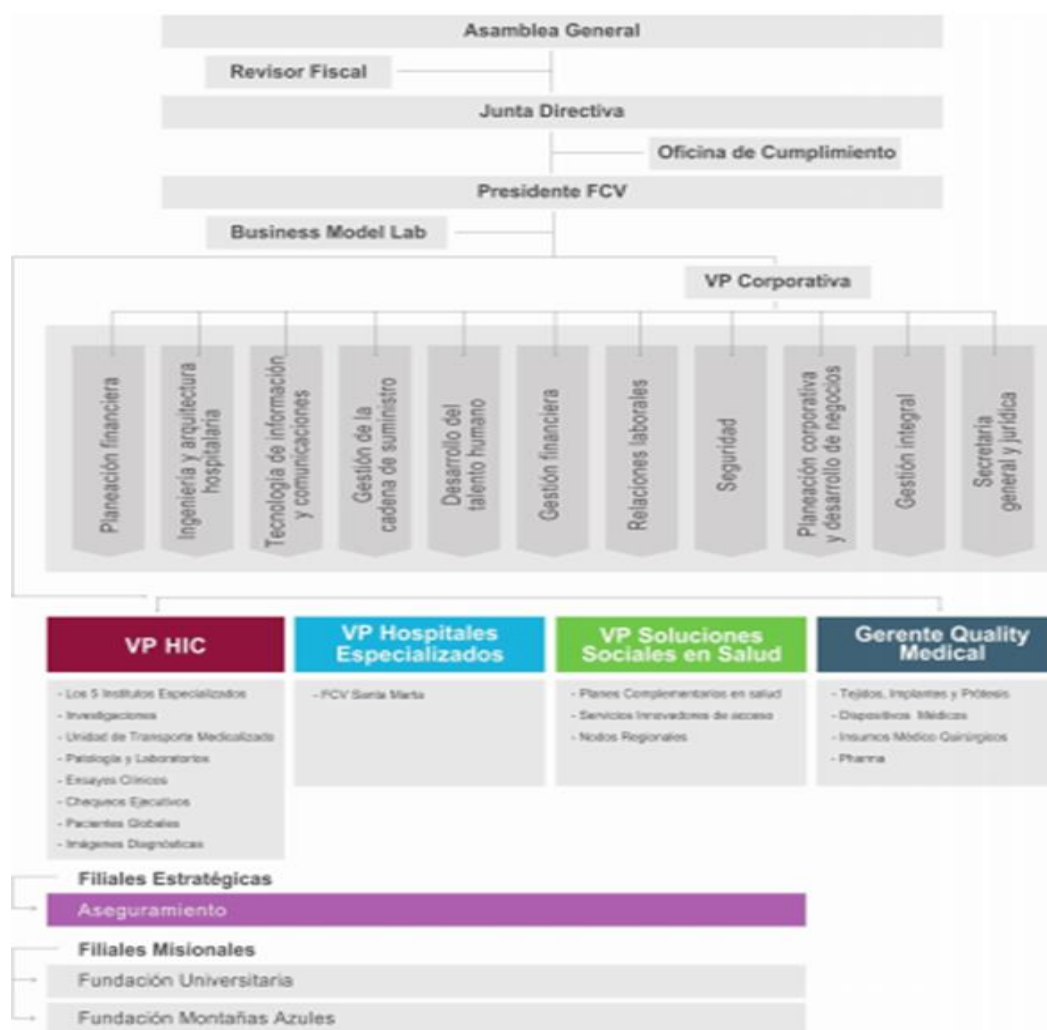 Asamblea General
Revisor Fiscal
Junta Directiva
Oficina de Cumplimiento
Presidente FCV
Business Model Lab
VP Corporativa
Planeación financiera
Ingeniería y arquitectura
hospitalaria
Tecnología de información
y comunicaciones
Gestión de la
cadena de suministro
Desarrollo del
talento humano
Gestión financiera
Relaciones laborales
Seguridad
Planeación corporativa
y desarrollo de negocios
Gestión integral
Secretaria
general y jurídica
VP HIC
- Los 5 Institutos Especializados
- Investigaciones
- Unidad de Transporte Medicalizado
- Patología y Laboratorios
- Ensayos Clínicos
- Chequeos Ejecutivos
- Pacientes Globales
- Imágenes Diagnósticas
VP Hospitales
Especializados
- FCV Santa Marta
VP Soluciones
Sociales en Salud
- Planes Complementarios en salud
- Servicios Innovadores de acceso
- Nodos Regionales
Gerente Quality
Medical
- Tejidos, Implantes y Prótesis
- Dispositivos Médicos
- Insumos Médico Quirúrgicos
- Pharma
Filiales Estratégicas
Aseguramiento
Filiales Misionales
Fundación Universitaria
Fundación Montañas Azules